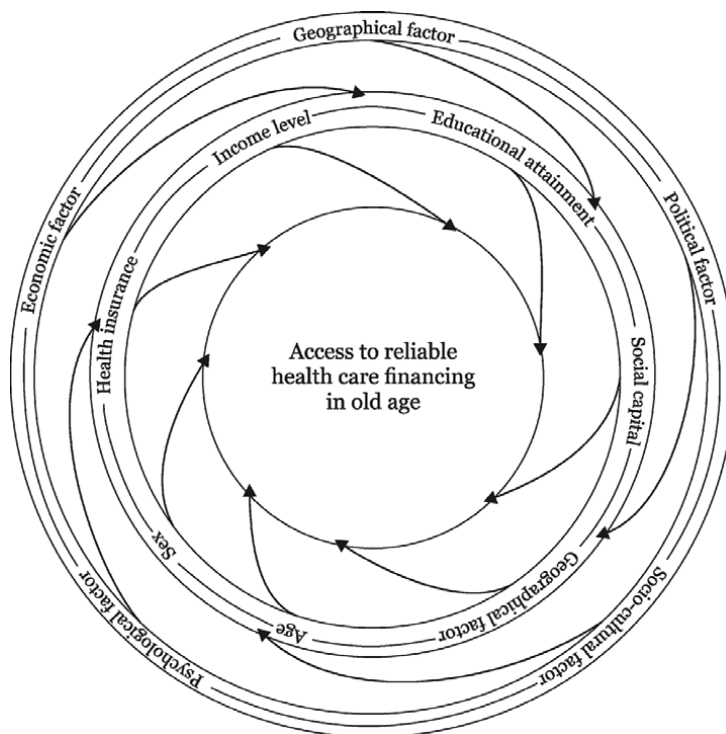 Geographical factor
Political factor
Socio-cultural factor
Psychological factor
Economic factor
Income level
Educational attainment
Social capital
Geographical factor
Age
Sex
Health insurance
Access to reliable
health care financing
in old age